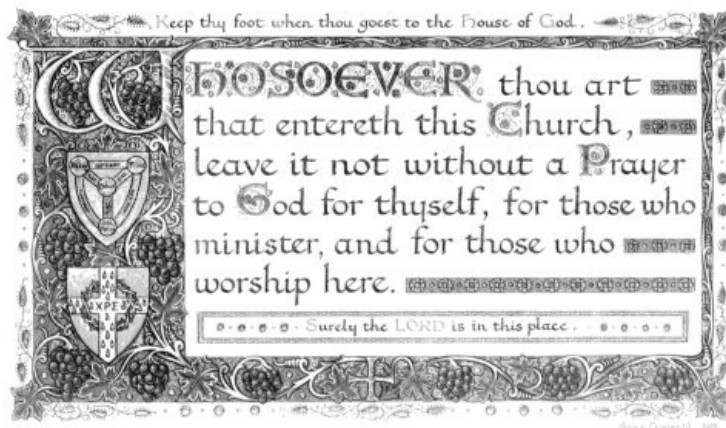 Keep thy foot when thou goest to the House of God.
WHOSOEVER thou art
that entereth this Church,
leave it not without a Prayer
to God for thyself, for those who
minister, and for those who
worship here.
Surely the LORD is in this place.